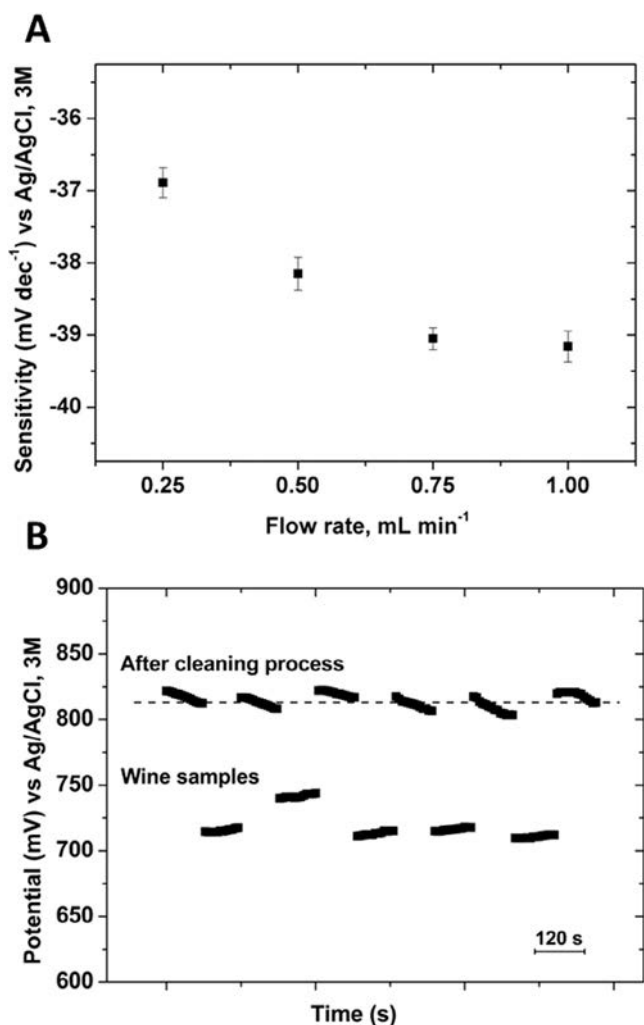 A
Sensitivity (mV dec⁻¹) vs Ag/AgCl, 3M
-36
-37
-38
-39
-40
0.25 0.50 0.75 1.00
Flow rate, mL min⁻¹
B
Potential (mV) vs Ag/AgCl, 3M
900
850
800
750
700
650
600
After cleaning process
Wine samples
120 s
Time (s)